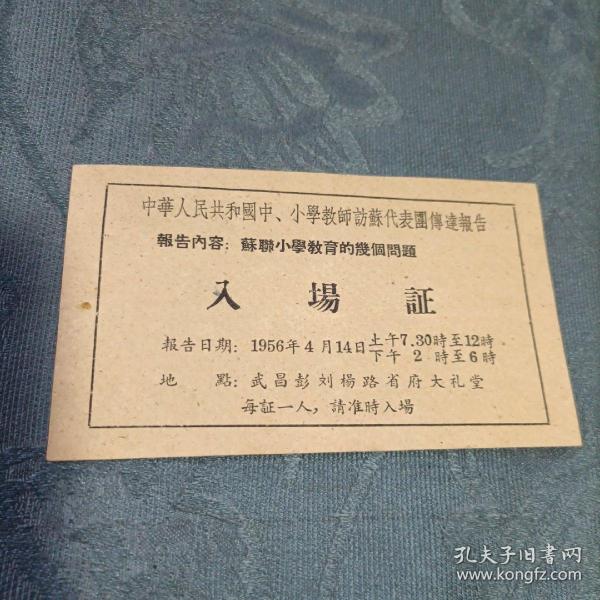 中華人民共和國中、小學教師訪蘇代表團傳達報告
報告內容：蘇聯小學教育的幾個問題
入場証
報告日期：1956年4月14日上午7.30時至12時
下午2時至6時
地點：武昌彭刘楊路省府大礼堂
每証一人，請准時入場
孔夫子旧书网
www.kongfz.com